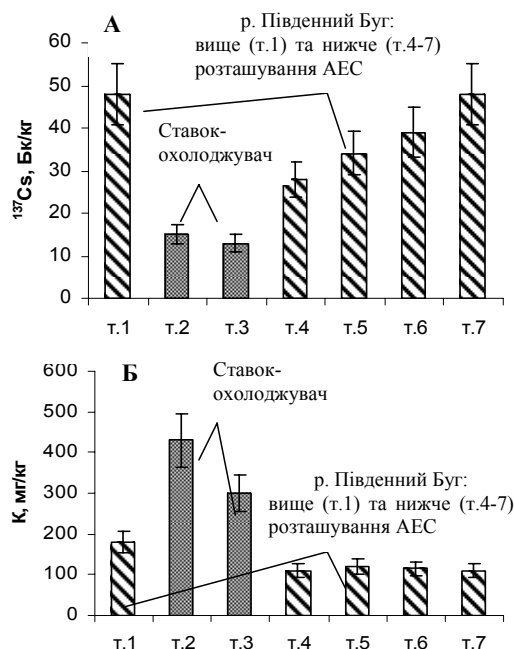 А
р. Південний Буг:
вище (т.1) та нижче (т.4-7)
розташування АЕС
Ставок-
охолоджувач
¹³⁷Cs, Бк/кг
60
50
40
30
20
10
0
т.1 т.2 т.3 т.4 т.5 т.6 т.7
Б
Ставок-
охолоджувач
р. Південний Буг:
вище (т.1) та нижче (т.4-7)
розташування АЕС
К, мг/кг
600
500
400
300
200
100
0
т.1 т.2 т.3 т.4 т.5 т.6 т.7